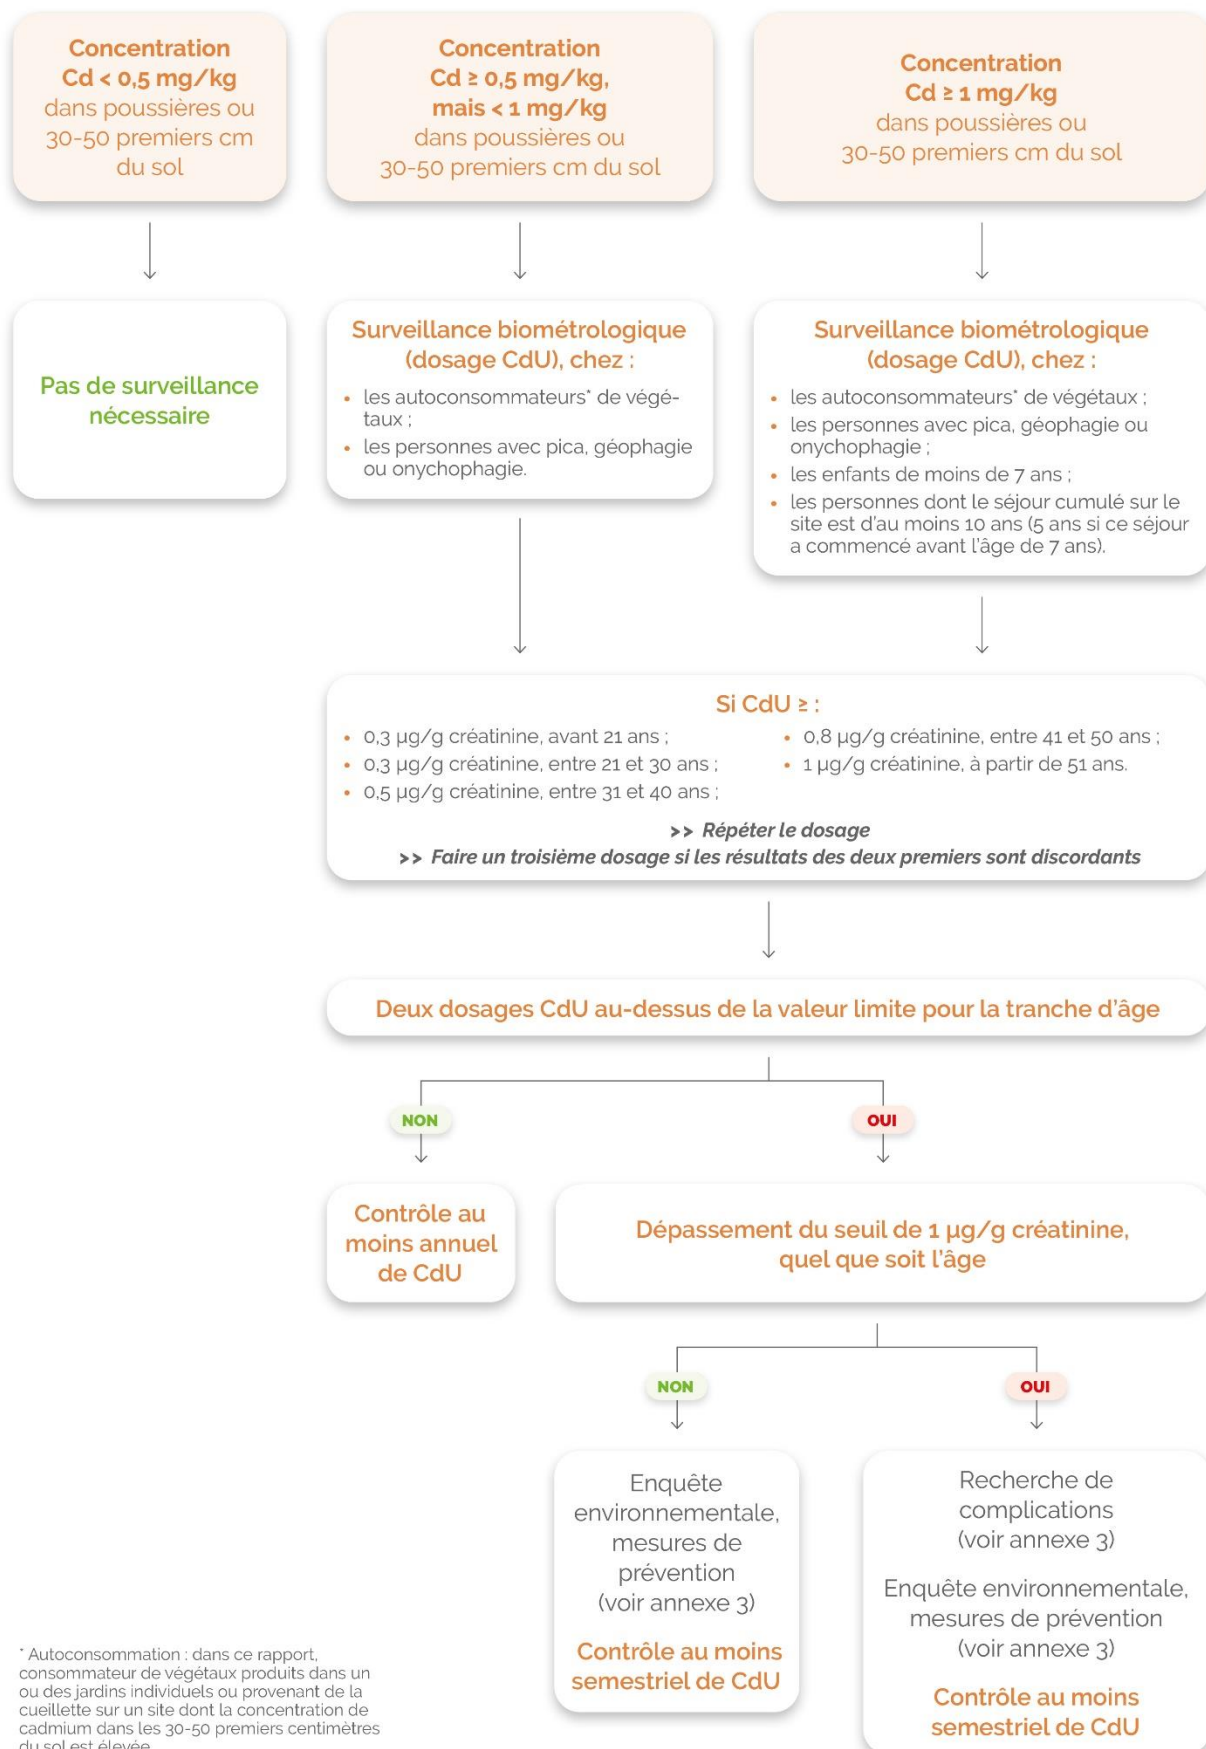 Concentration
Cd < 0,5 mg/kg
dans poussières ou
30-50 premiers cm
du sol
Concentration
Cd ≥ 0,5 mg/kg,
mais < 1 mg/kg
dans poussières ou
30-50 premiers cm du sol
Concentration
Cd ≥ 1 mg/kg
dans poussières ou
30-50 premiers cm du sol
Pas de surveillance
nécessaire
Surveillance biométrologique
(dosage CdU), chez :
• les autoconsommateurs* de végé-
taux ;
• les personnes avec pica, géophagie
ou onychophagie.
Surveillance biométrologique
(dosage CdU), chez :
• les autoconsommateurs* de végétaux ;
• les personnes avec pica, géophagie ou
onychophagie ;
• les enfants de moins de 7 ans ;
• les personnes dont le séjour cumulé sur le
site est d'au moins 10 ans (5 ans si ce séjour
a commencé avant l'âge de 7 ans).
Si CdU ≥ :
• 0,3 µg/g créatinine, avant 21 ans ;
• 0,3 µg/g créatinine, entre 21 et 30 ans ;
• 0,5 µg/g créatinine, entre 31 et 40 ans ;
• 0,8 µg/g créatinine, entre 41 et 50 ans ;
• 1 µg/g créatinine, à partir de 51 ans.
>> Répéter le dosage
>> Faire un troisième dosage si les résultats des deux premiers sont discordants
Deux dosages CdU au-dessus de la valeur limite pour la tranche d'âge
NON
OUI
Contrôle au
moins annuel
de CdU
Dépassement du seuil de 1 µg/g créatinine,
quel que soit l'âge
NON
OUI
Enquête
environnementale,
mesures de
prévention
(voir annexe 3)
Contrôle au moins
semestriel de CdU
Recherche de
complications
(voir annexe 3)
Enquête environnementale,
mesures de prévention
(voir annexe 3)
Contrôle au moins
semestriel de CdU
* Autoconsommation : dans ce rapport,
consommateur de végétaux produits dans un
ou des jardins individuels ou provenant de la
cueillette sur un site dont la concentration de
cadmium dans les 30-50 premiers centimètres
du sol est élevée